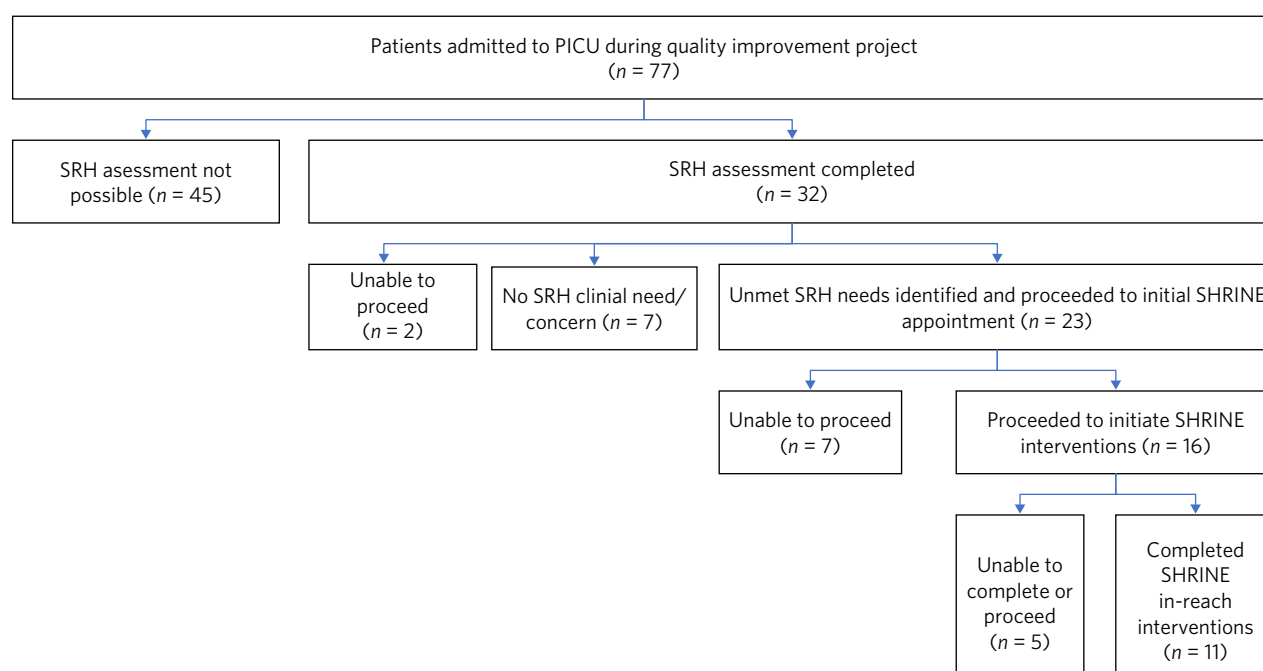 Patients admitted to PICU during quality improvement project
(n = 77)
SRH asessment not
possible (n = 45)
SRH assessment completed
(n = 32)
Unable to
proceed
(n = 2)
No SRH clinial need/
concern (n = 7)
Unmet SRH needs identified and proceeded to initial SHRINE
appointment (n = 23)
Unable to proceed
(n = 7)
Proceeded to initiate SHRINE
interventions (n = 16)
Unable to
complete or
proceed
(n = 5)
Completed
SHRINE
in-reach
interventions
(n = 11)